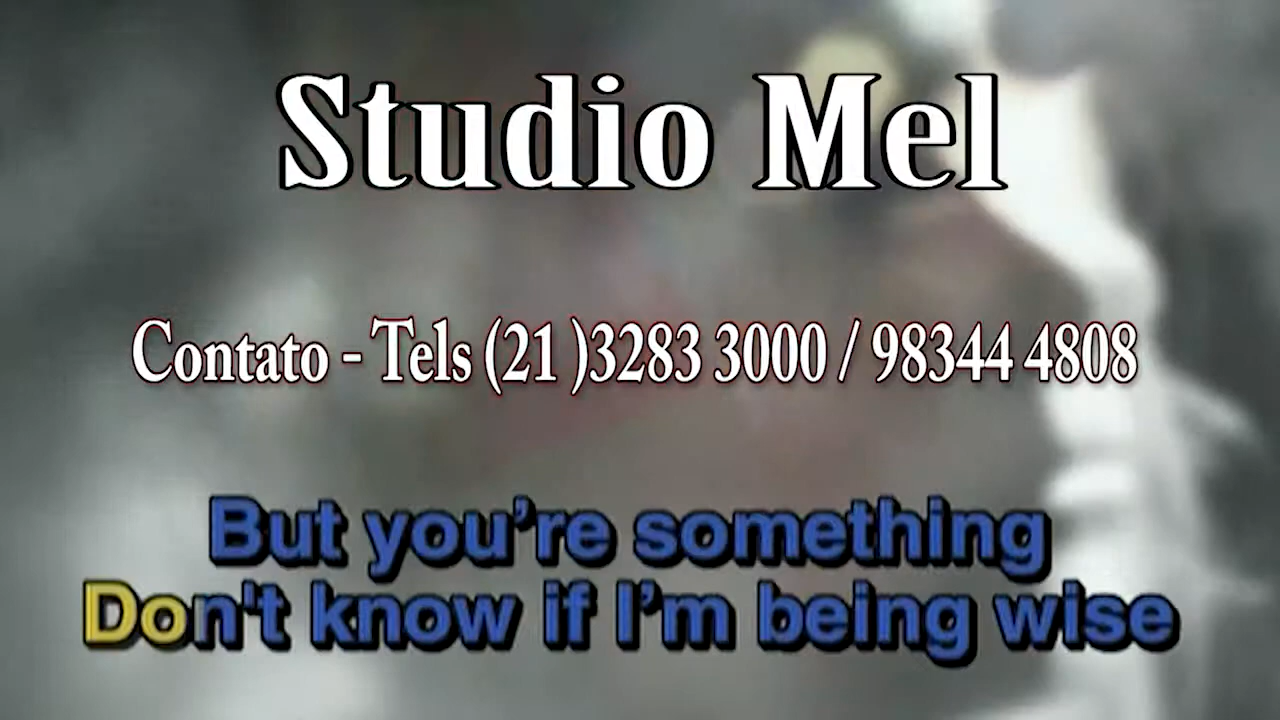 Studio Mel
Contato - Tels (21 )3283 3000 / 98344 4808
But you’re something
Don't know if I’m being wise